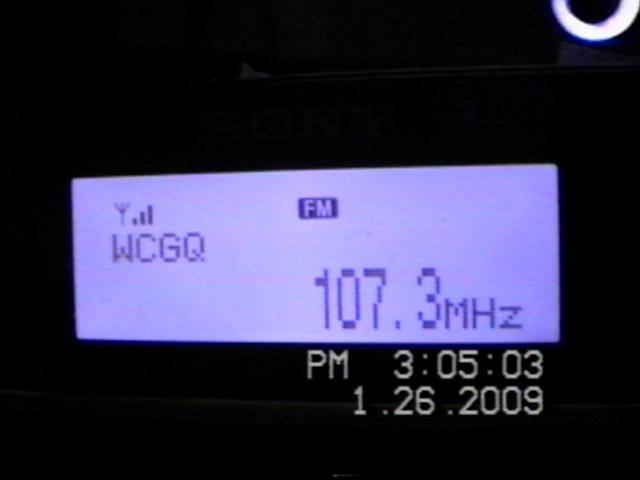 SONY
FM
WCGQ
107.3MHz
PM 3:05:03
1.26.2009